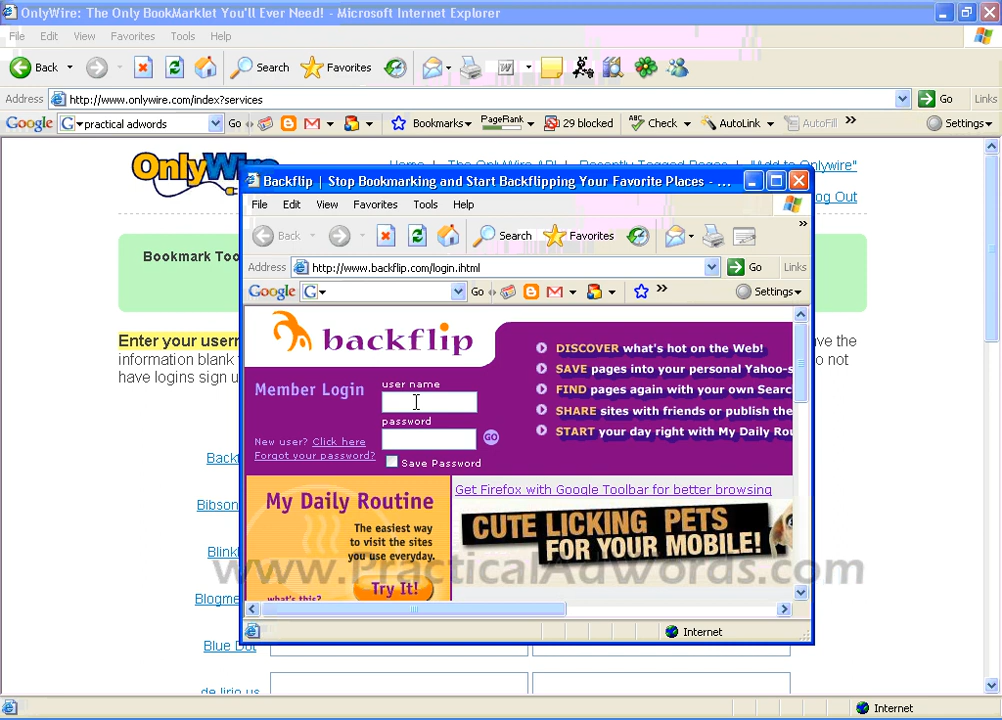 OnlyWire: The Only BookMarklet You'll Ever Need! - Microsoft Internet Explorer
File Edit View Favorites Tools Help
Back Search Favorites
Address http://www.onlywire.com/index?services Go Links
Google G practical adwords Go Bookmarks PageRank 29 blocked Check AutoLink AutoFill Settings
OnlyWire
Home The OnlyWire API Recently Tagged Pages "Add to Onlywire"
og Out
Bookmark Too
Enter your usern
ave the
information blank
o not
have logins sign u
Backf
Bibson
Blinkl
Blogme
Blue Dot
de.lirio.us
Backflip | Stop Bookmarking and Start Backflipping Your Favorite Places - ...
File Edit View Favorites Tools Help
Back Search Favorites
Address http://www.backflip.com/login.ihtml Go Links
Google G Go Settings
backflip
Member Login
user name
password
GO
New user? Click here
Forgot your password?
Save Password
DISCOVER what's hot on the Web!
SAVE pages into your personal Yahoo-s
FIND pages again with your own Searc
SHARE sites with friends or publish the
START your day right with My Daily Rou
My Daily Routine
The easiest way
to visit the sites
you use everyday.
Try It!
what's this?
Get Firefox with Google Toolbar for better browsing
CUTE LICKING PETS
FOR YOUR MOBILE!
www.PracticalAdwords.com
Internet
Internet